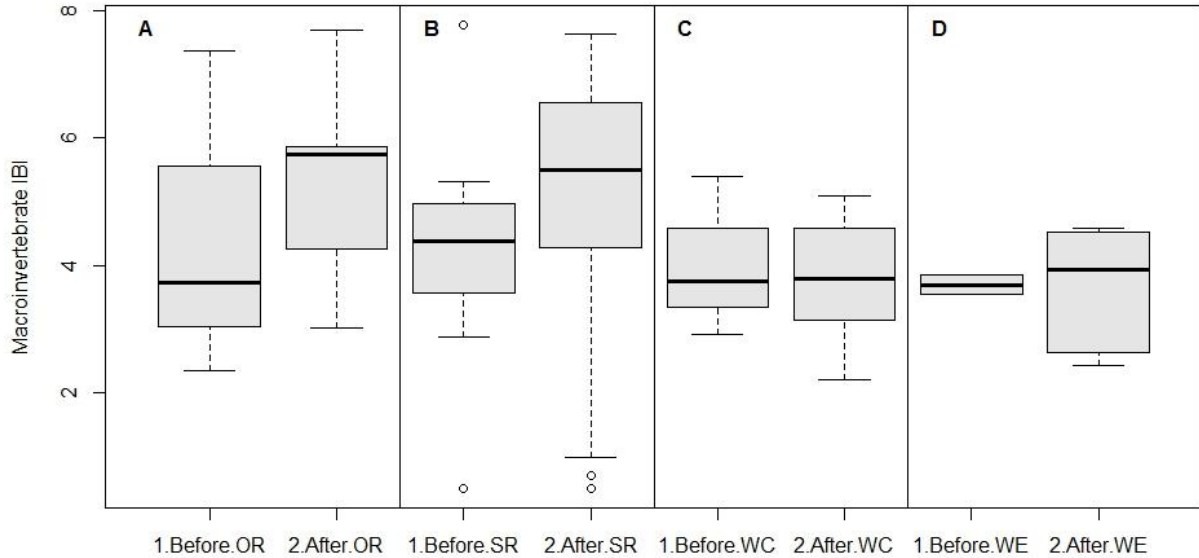 A B C D
8
6
4
2
Macroinvertebrate IBI
1.Before.OR 2.After.OR 1.Before.SR 2.After.SR 1.Before.WC 2.After.WC 1.Before.WE 2.After.WE